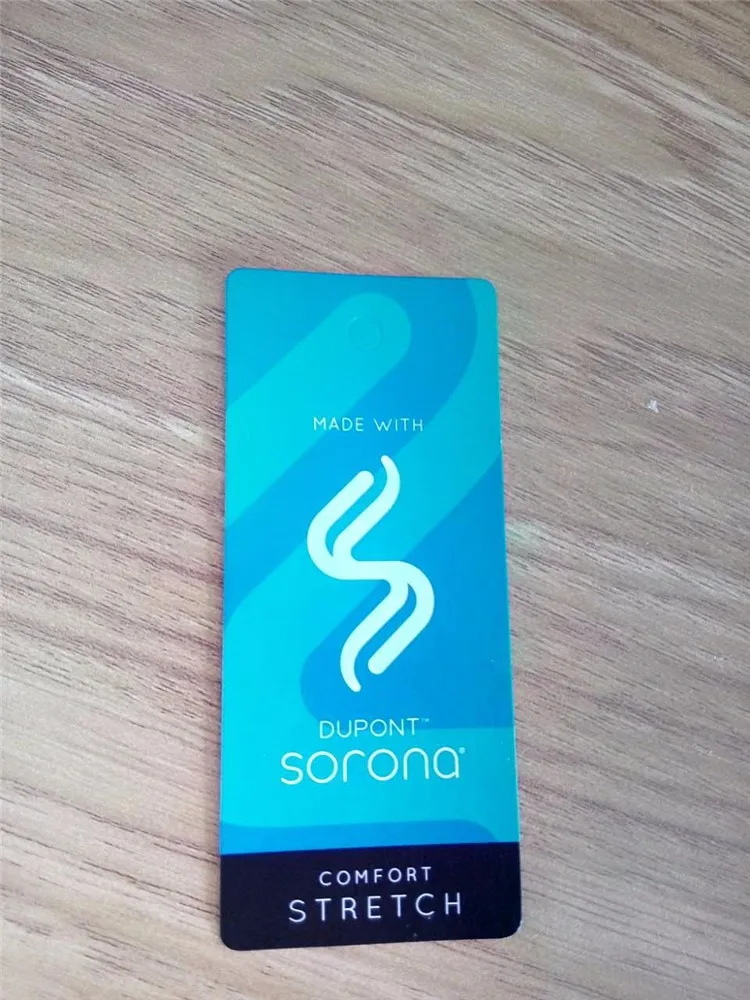 MADE WITH
DUPONT™
sorona®
COMFORT
STRETCH